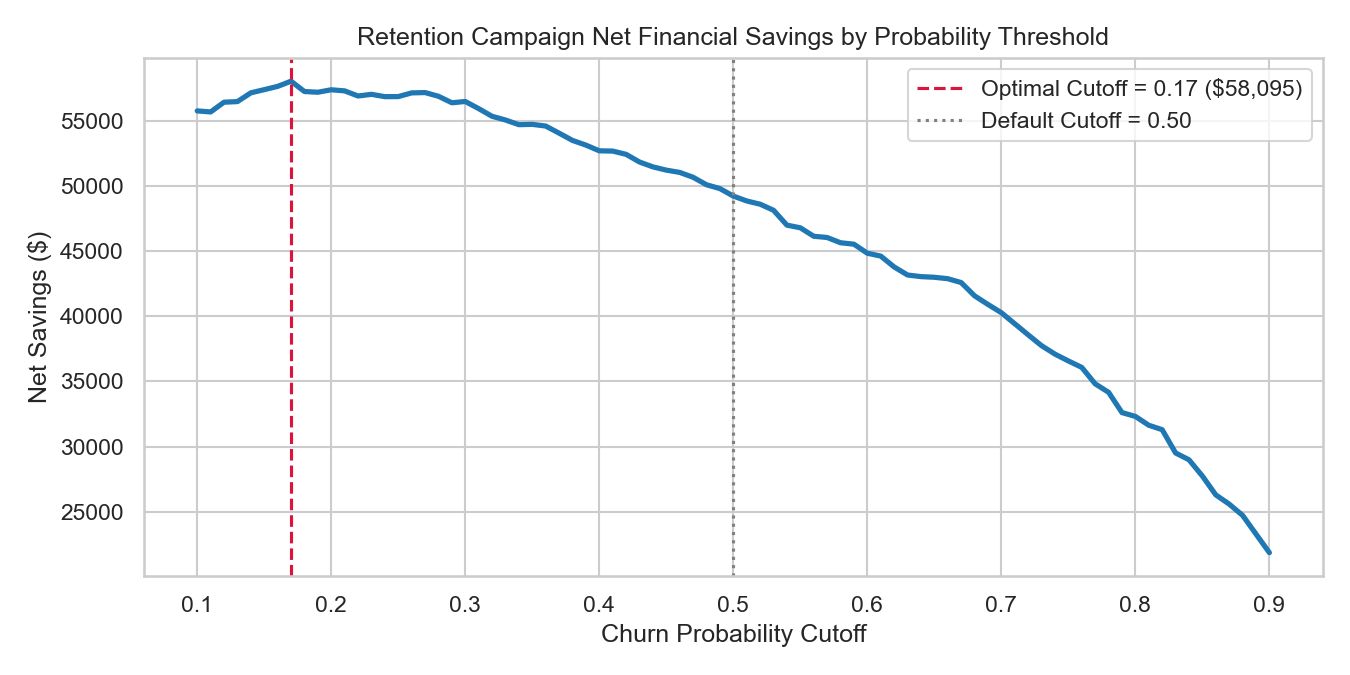 Retention Campaign Net Financial Savings by Probability Threshold
Optimal Cutoff = 0.17 ($58,095)
Default Cutoff = 0.50
Net Savings ($)
55000
50000
45000
40000
35000
30000
25000
0.1 0.2 0.3 0.4 0.5 0.6 0.7 0.8 0.9
Churn Probability Cutoff